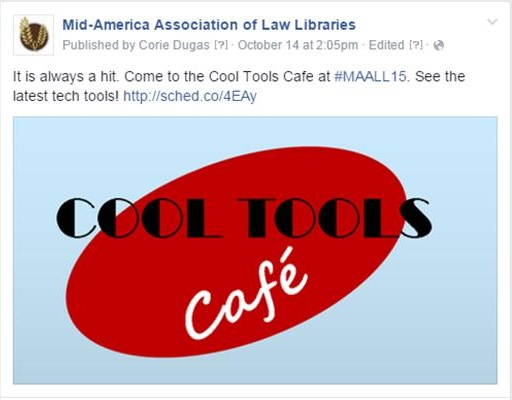 Mid-America Association of Law Libraries
Published by Corie Dugas [?] · October 14 at 2:05pm · Edited [?] ·
It is always a hit. Come to the Cool Tools Cafe at #MAALL15. See the
latest tech tools! http://sched.co/4EAy
COOL TOOLS
Café